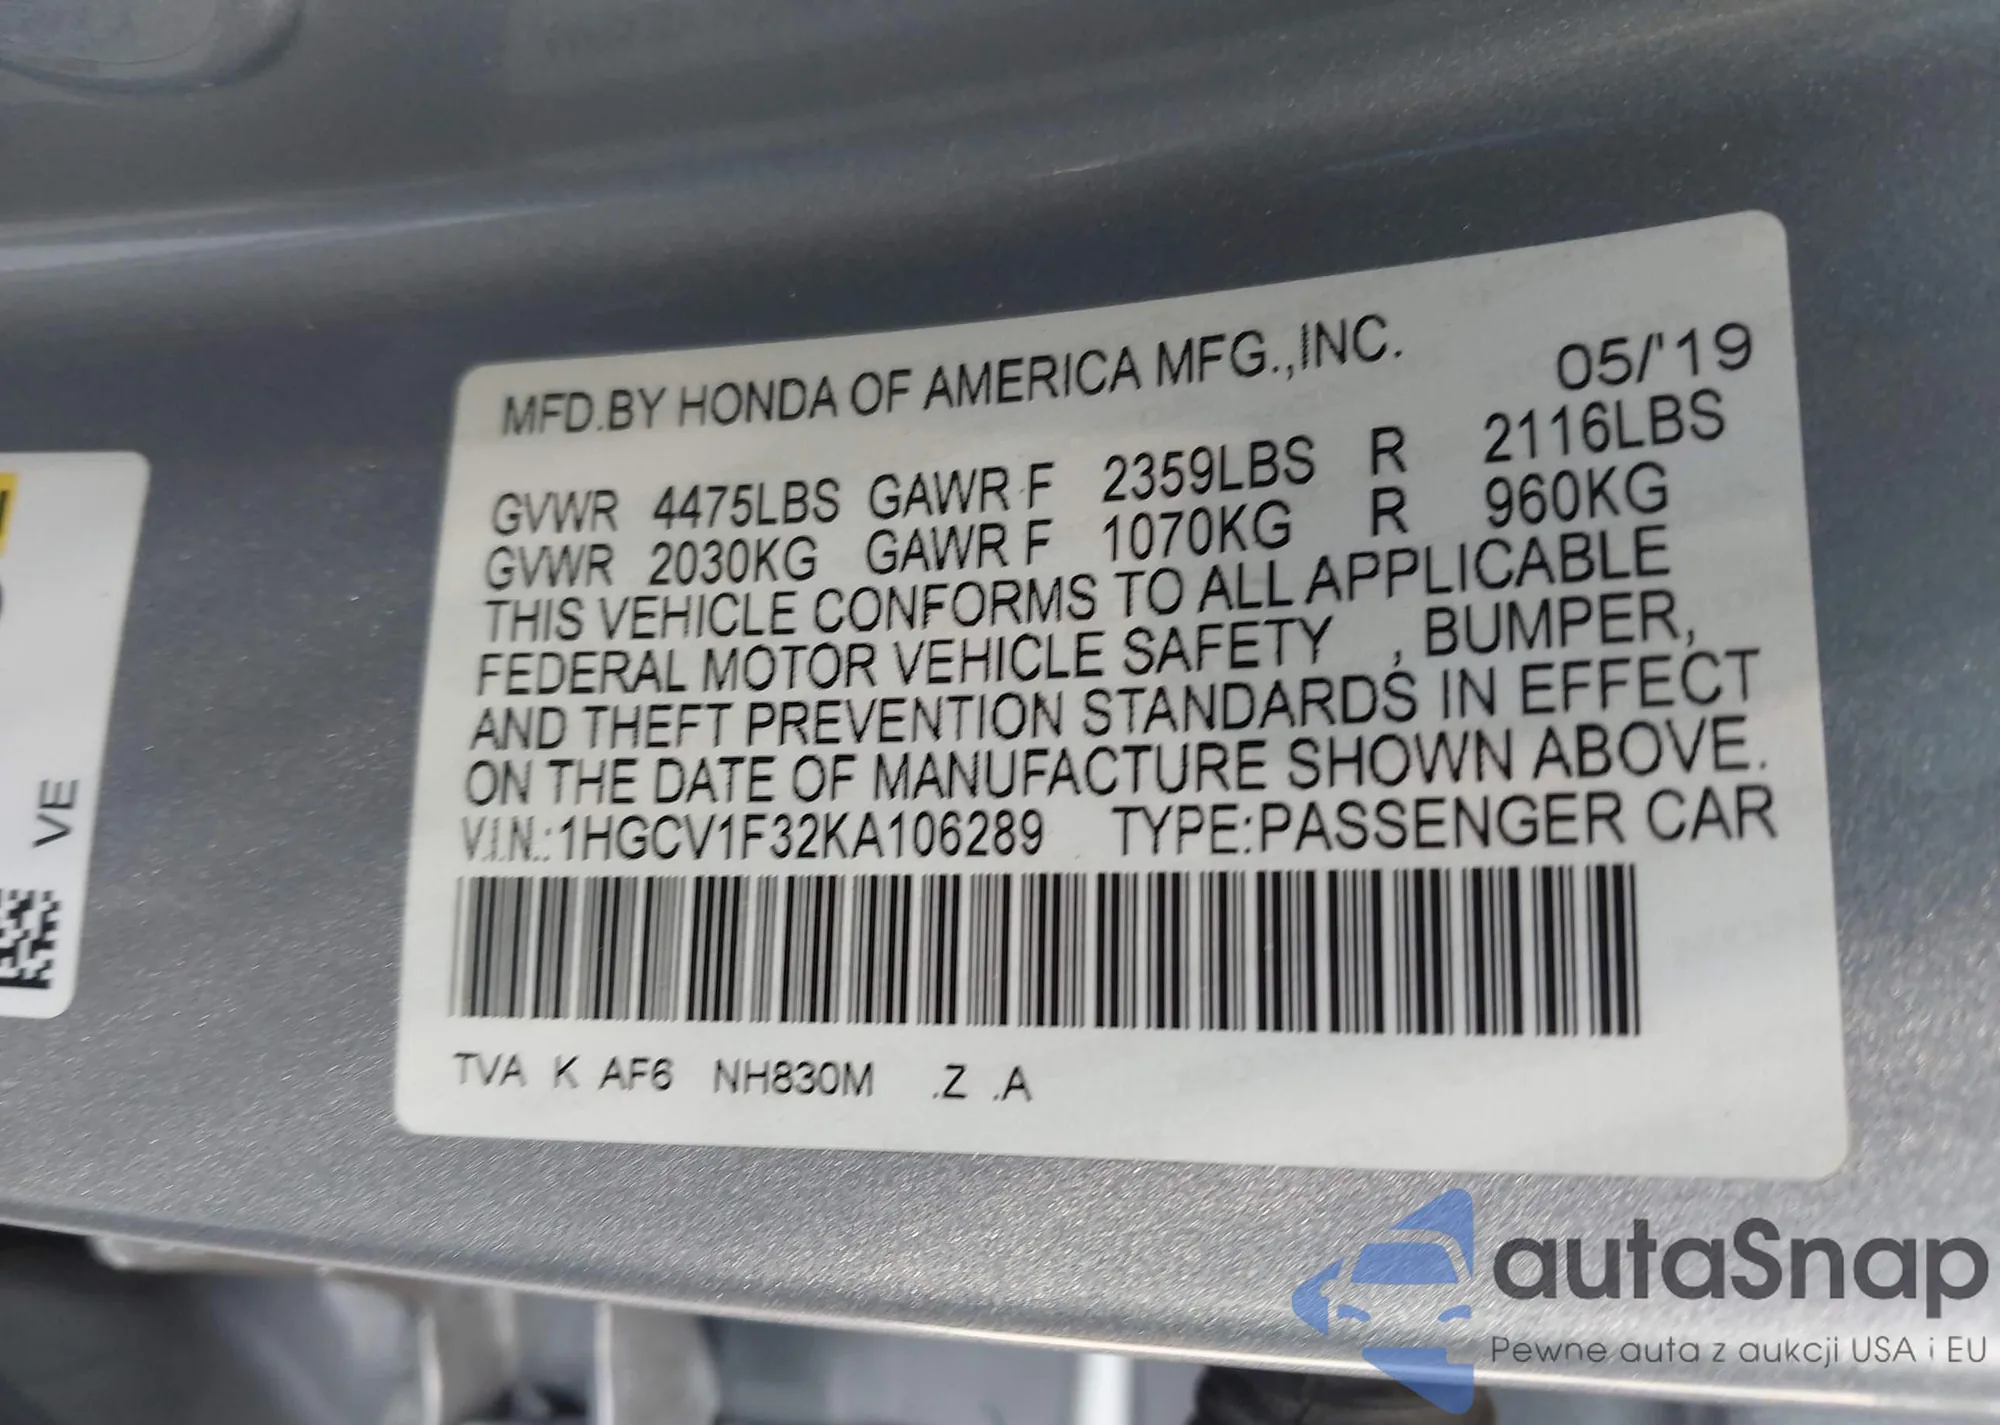 MFD.BY HONDA OF AMERICA MFG.,INC. 05/'19
GVWR 4475LBS GAWR F 2359LBS R 2116LBS
GVWR 2030KG GAWR F 1070KG R 960KG
THIS VEHICLE CONFORMS TO ALL APPLICABLE
FEDERAL MOTOR VEHICLE SAFETY , BUMPER,
AND THEFT PREVENTION STANDARDS IN EFFECT
ON THE DATE OF MANUFACTURE SHOWN ABOVE.
V.I.N.:1HGCV1F32KA106289 TYPE:PASSENGER CAR
TVA K AF6 NH830M .Z .A
VE
autaSnap
Pewne auta z aukcji USA i EU